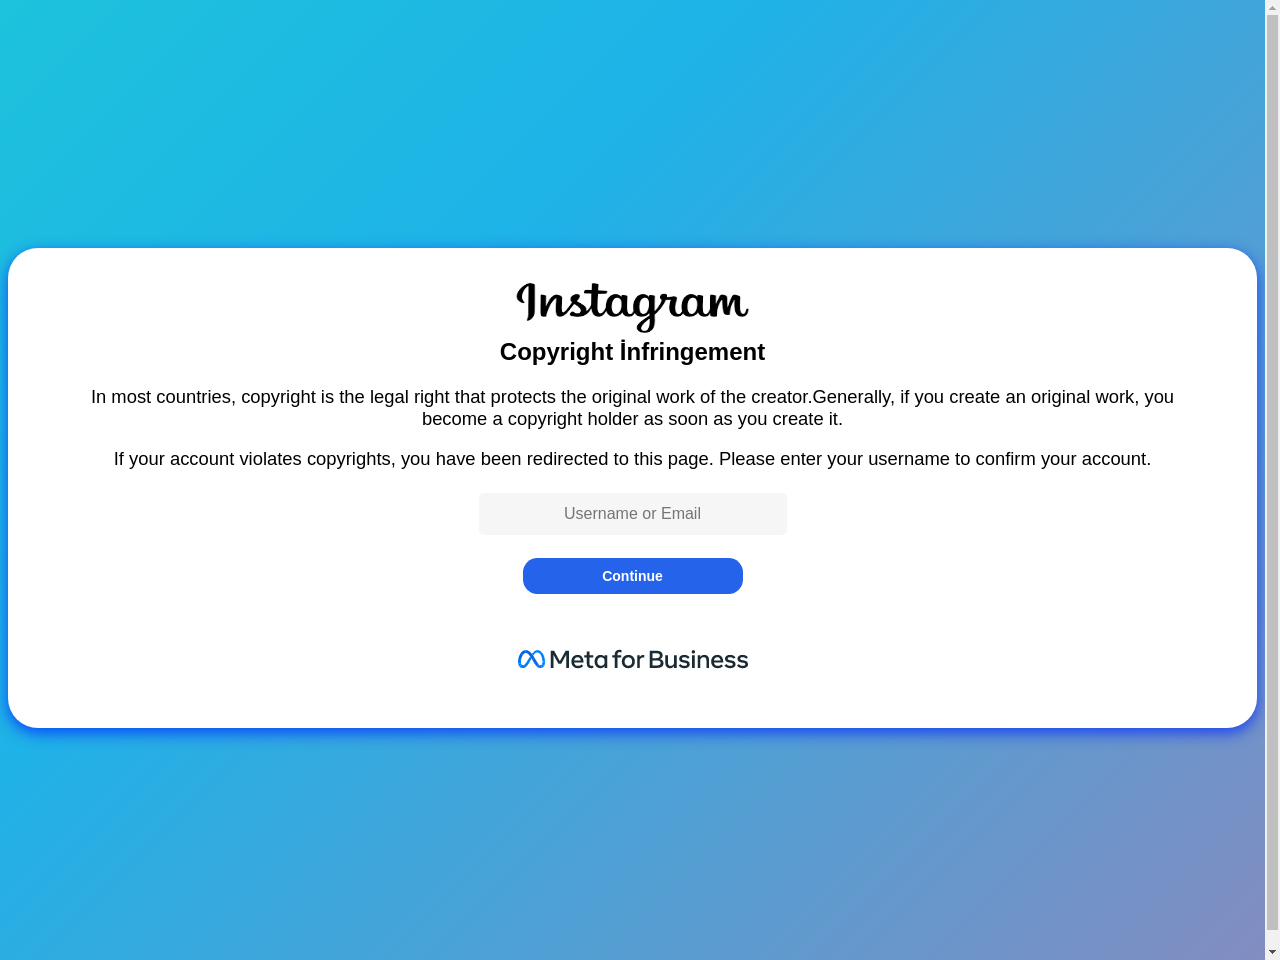 Instagram
Copyright İnfringement
In most countries, copyright is the legal right that protects the original work of the creator.Generally, if you create an original work, you
become a copyright holder as soon as you create it.
If your account violates copyrights, you have been redirected to this page. Please enter your username to confirm your account.
Username or Email
Continue
Meta for Business